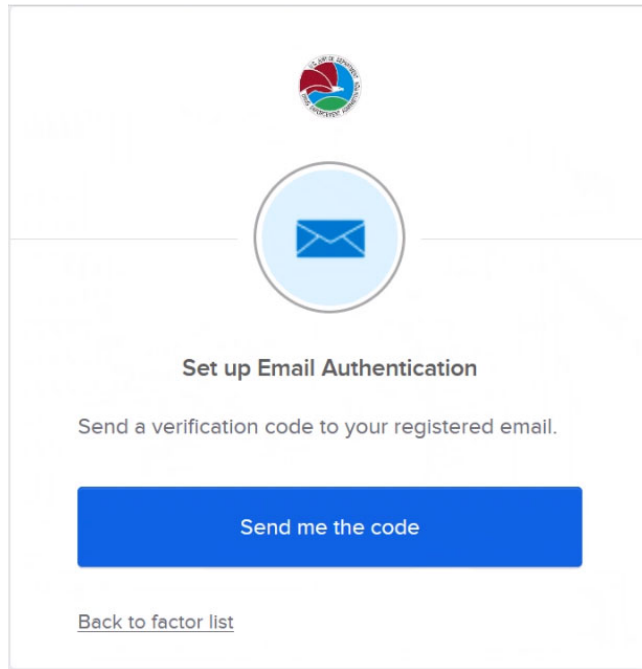 Set up Email Authentication
Send a verification code to your registered email.
Send me the code
Back to factor list